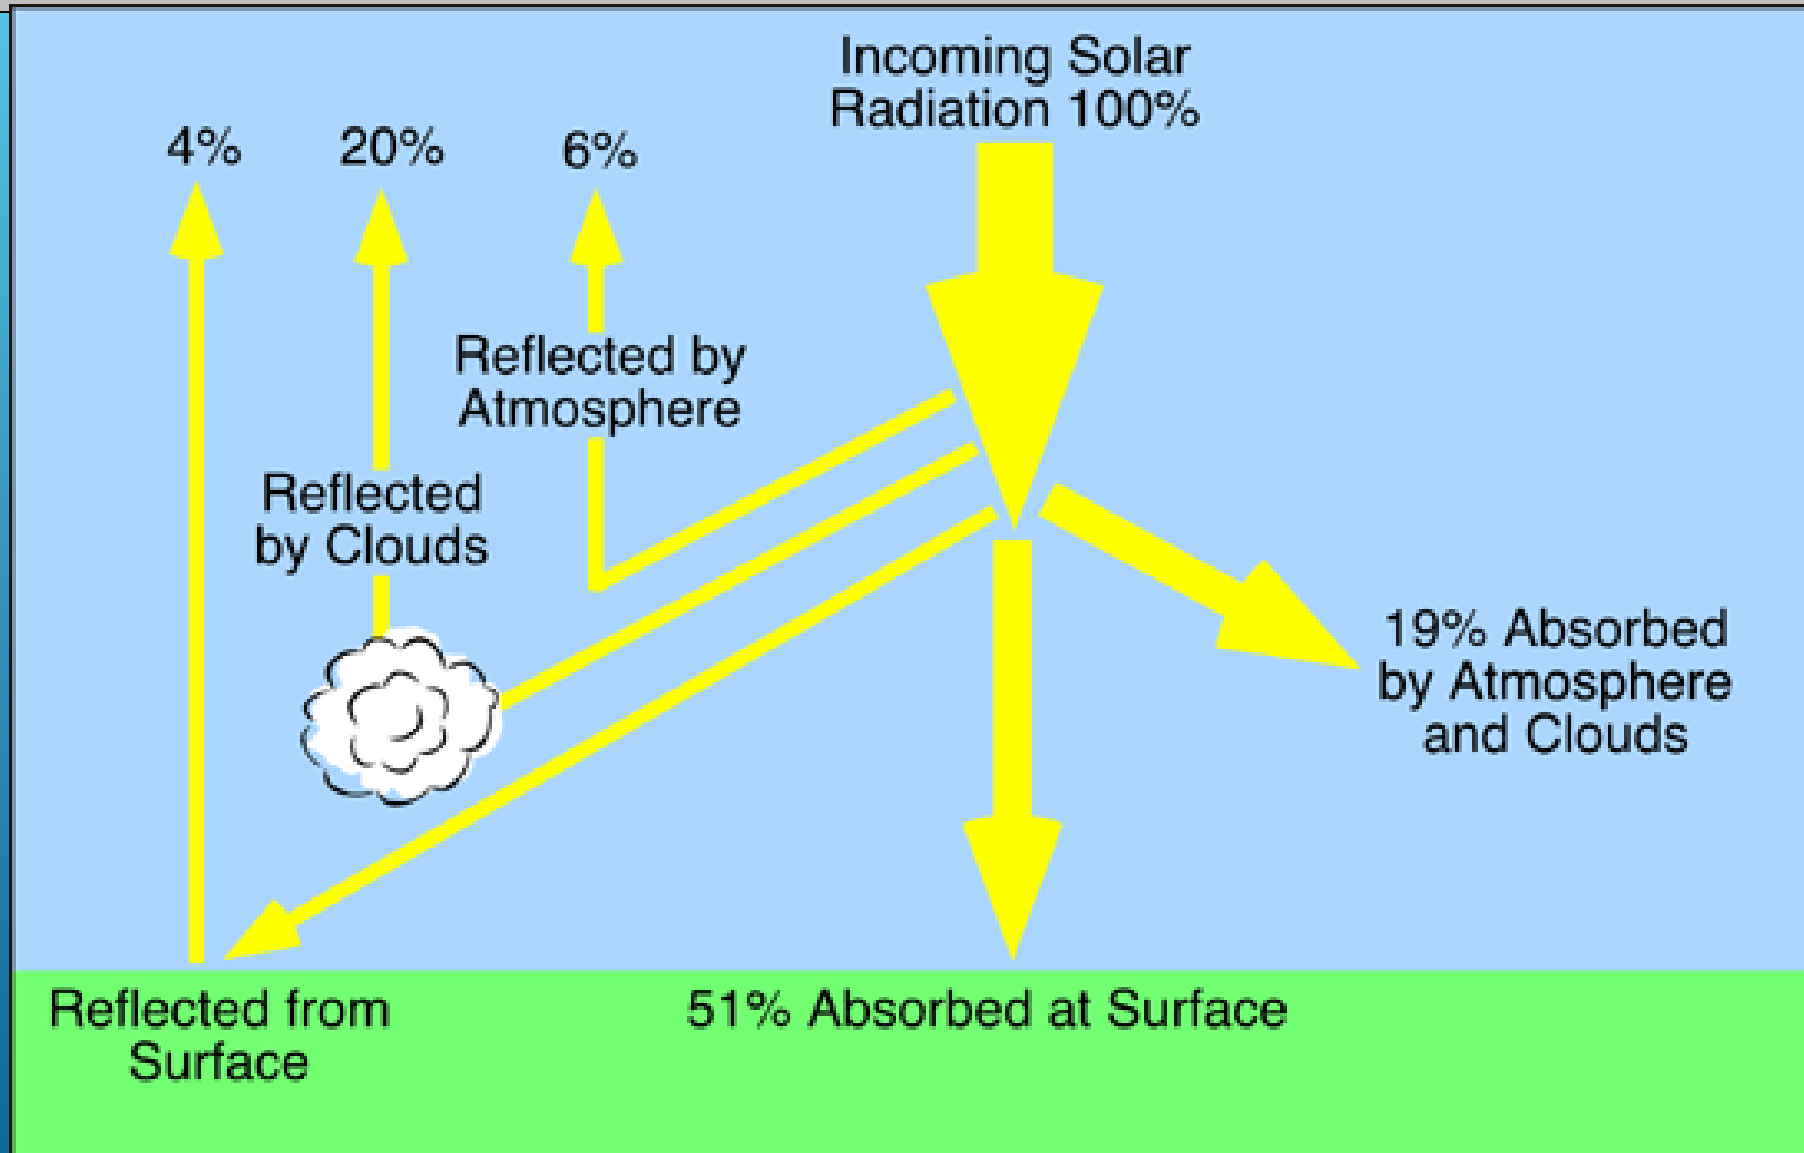 Incoming Solar
Radiation 100%
4%
20%
6%
Reflected by
Atmosphere
Reflected
by Clouds
19% Absorbed
by Atmosphere
and Clouds
Reflected from
Surface
51% Absorbed at Surface